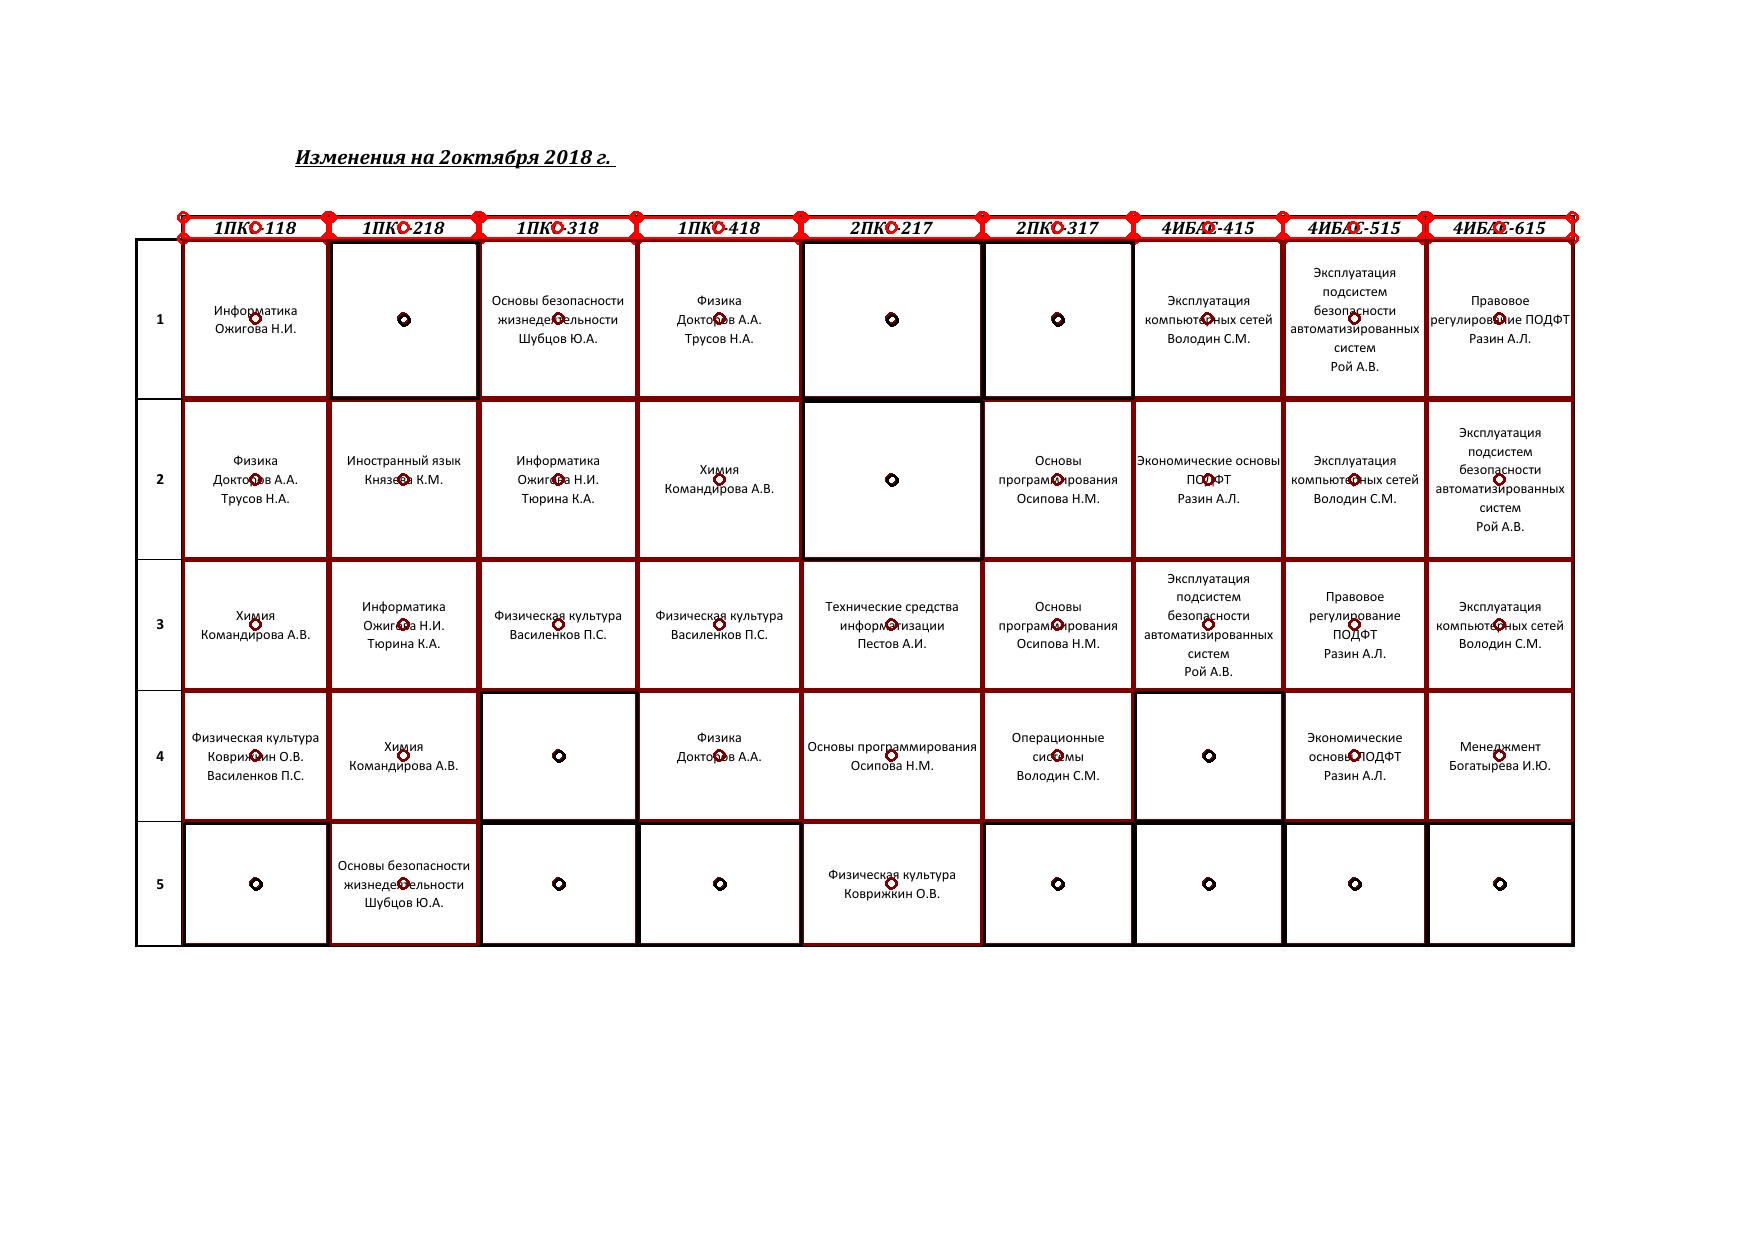 Изменения на 2октября 2018 г.
1ПКС-118
1ПКС-218
1ПКС-318
1ПКС-418
2ПКС-217
2ПКС-317
4ИБАС-415
4ИБАС-515
4ИБАС-615
1
Информатика
Ожигова Н.И.
Основы безопасности
жизнедеятельности
Шубцов Ю.А.
Физика
Докторов А.А.
Трусов Н.А.
Эксплуатация
компьютерных сетей
Володин С.М.
Эксплуатация
подсистем
безопасности
автоматизированных
систем
Рой А.В.
Правовое
регулирование ПОДФТ
Разин А.Л.
2
Физика
Докторов А.А.
Трусов Н.А.
Иностранный язык
Князева К.М.
Информатика
Ожигова Н.И.
Тюрина К.А.
Химия
Командирова А.В.
Основы
программирования
Осипова Н.М.
Экономические основы
ПОДФТ
Разин А.Л.
Эксплуатация
компьютерных сетей
Володин С.М.
Эксплуатация
подсистем
безопасности
автоматизированных
систем
Рой А.В.
3
Химия
Командирова А.В.
Информатика
Ожигова Н.И.
Тюрина К.А.
Физическая культура
Василенков П.С.
Физическая культура
Василенков П.С.
Технические средства
информатизации
Пестов А.И.
Основы
программирования
Осипова Н.М.
Эксплуатация
подсистем
безопасности
автоматизированных
систем
Рой А.В.
Правовое
регулирование
ПОДФТ
Разин А.Л.
Эксплуатация
компьютерных сетей
Володин С.М.
4
Физическая культура
Коврижкин О.В.
Василенков П.С.
Химия
Командирова А.В.
Физика
Докторов А.А.
Основы программирования
Осипова Н.М.
Операционные
системы
Володин С.М.
Экономические
основы ПОДФТ
Разин А.Л.
Менеджмент
Богатырева И.Ю.
5
Основы безопасности
жизнедеятельности
Шубцов Ю.А.
Физическая культура
Коврижкин О.В.